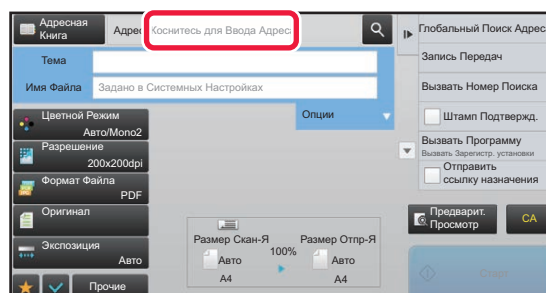 Адресная
Книга
Адрес
Коснитесь для Ввода Адреса
Тема
Имя Файла
Задано в Системных Настройках
Опции
Цветной Режим
Авто/Mono2
Разрешение
200x200dpi
Формат Файла
PDF
Оригинал
Экспозиция
Авто
Прочие
Размер Скан-Я
Авто
A4
100%
Размер Отпр-Я
Авто
A4
Глобальный Поиск Адрес
Запись Передач
Вызвать Номер Поиска
Штамп Подтвержд.
Вызвать Программу
Вызвать Зарегистр. установки
Отправить
ссылку назначения
Предварит.
Просмотр
CA
Старт